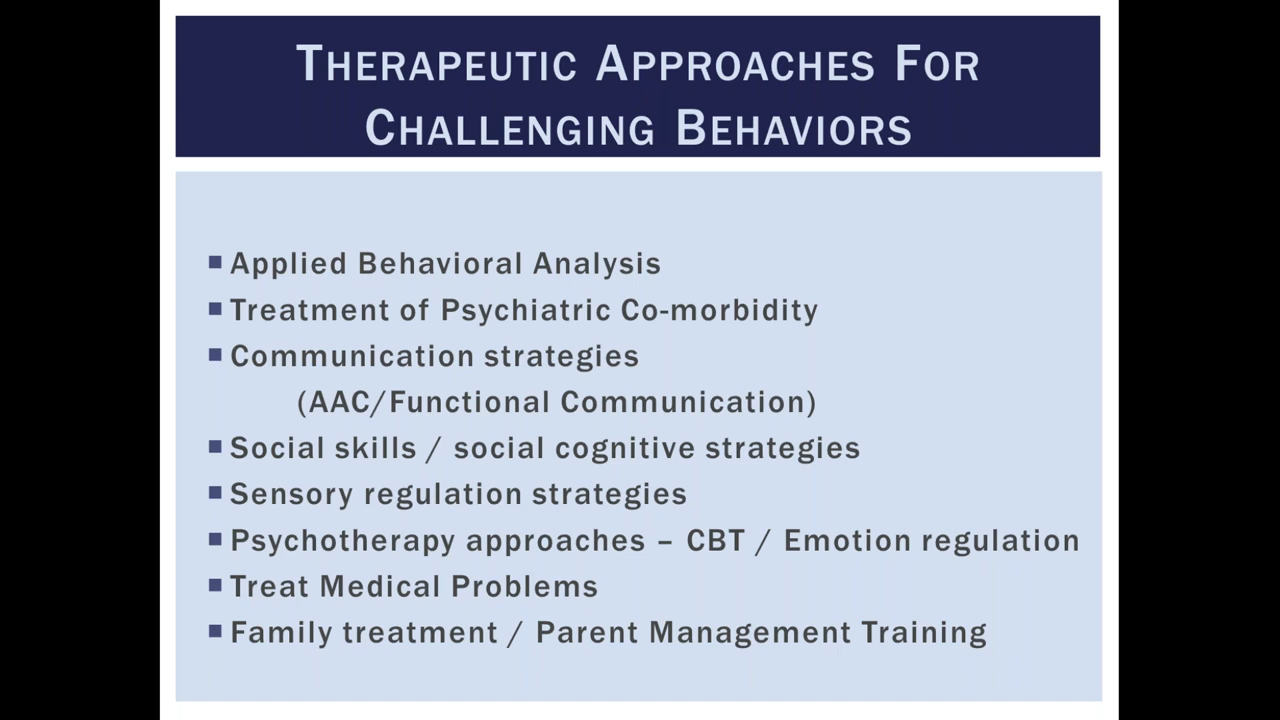 THERAPEUTIC APPROACHES FOR
CHALLENGING BEHAVIORS
▪ Applied Behavioral Analysis
▪ Treatment of Psychiatric Co-morbidity
▪ Communication strategies
(AAC/Functional Communication)
▪ Social skills / social cognitive strategies
▪ Sensory regulation strategies
▪ Psychotherapy approaches – CBT / Emotion regulation
▪ Treat Medical Problems
▪ Family treatment / Parent Management Training